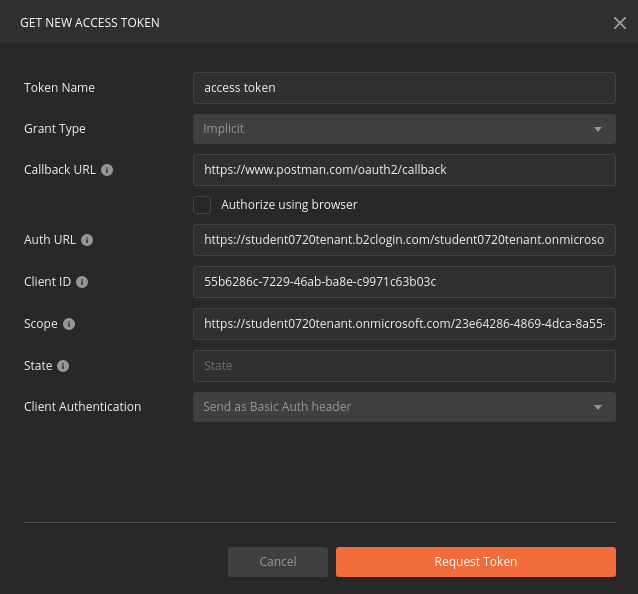 GET NEW ACCESS TOKEN
Token Name
access token
Grant Type
Implicit
Callback URL
https://www.postman.com/oauth2/callback
Authorize using browser
Auth URL
https://student0720tenant.b2clogin.com/student0720tenant.onmicroso
Client ID
55b6286c-7229-46ab-ba8e-c9971c63b03c
Scope
https://student0720tenant.onmicrosoft.com/23e64286-4869-4dca-8a55-
State
State
Client Authentication
Send as Basic Auth header
Cancel
Request Token